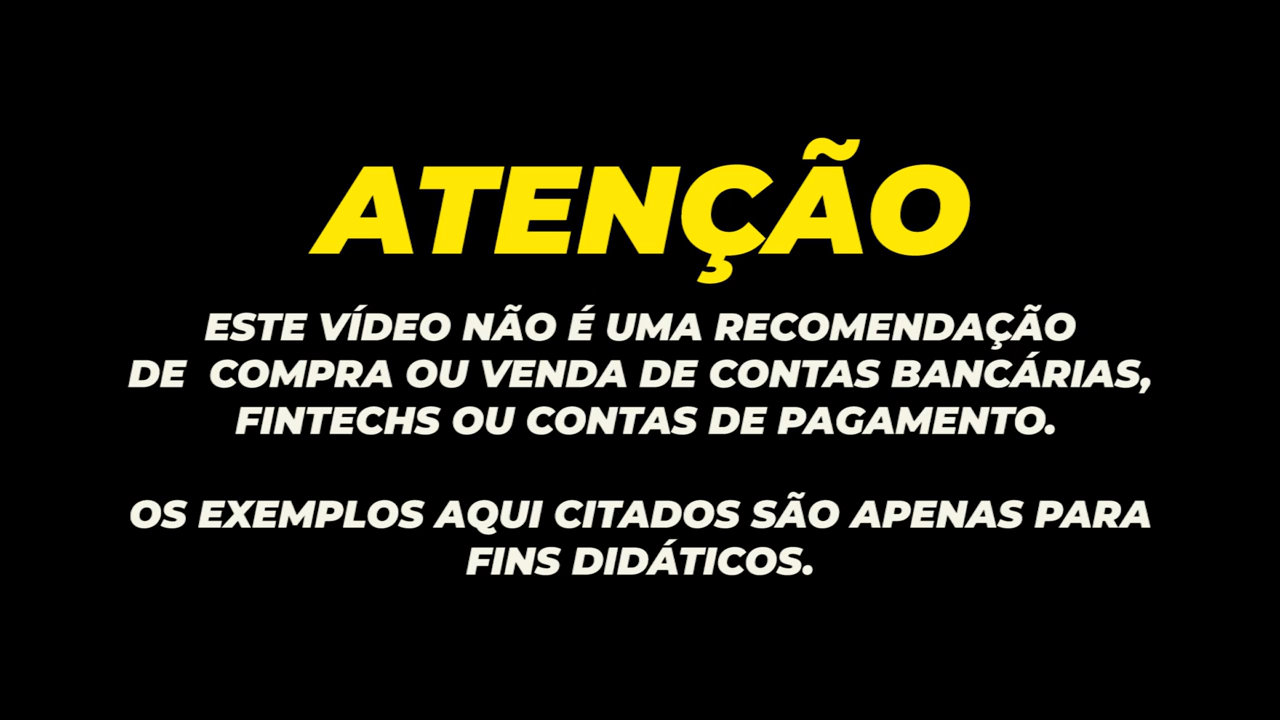 ATENÇÃO
ESTE VÍDEO NÃO É UMA RECOMENDAÇÃO
DE COMPRA OU VENDA DE CONTAS BANCÁRIAS,
FINTECHS OU CONTAS DE PAGAMENTO.
OS EXEMPLOS AQUI CITADOS SÃO APENAS PARA
FINS DIDÁTICOS.